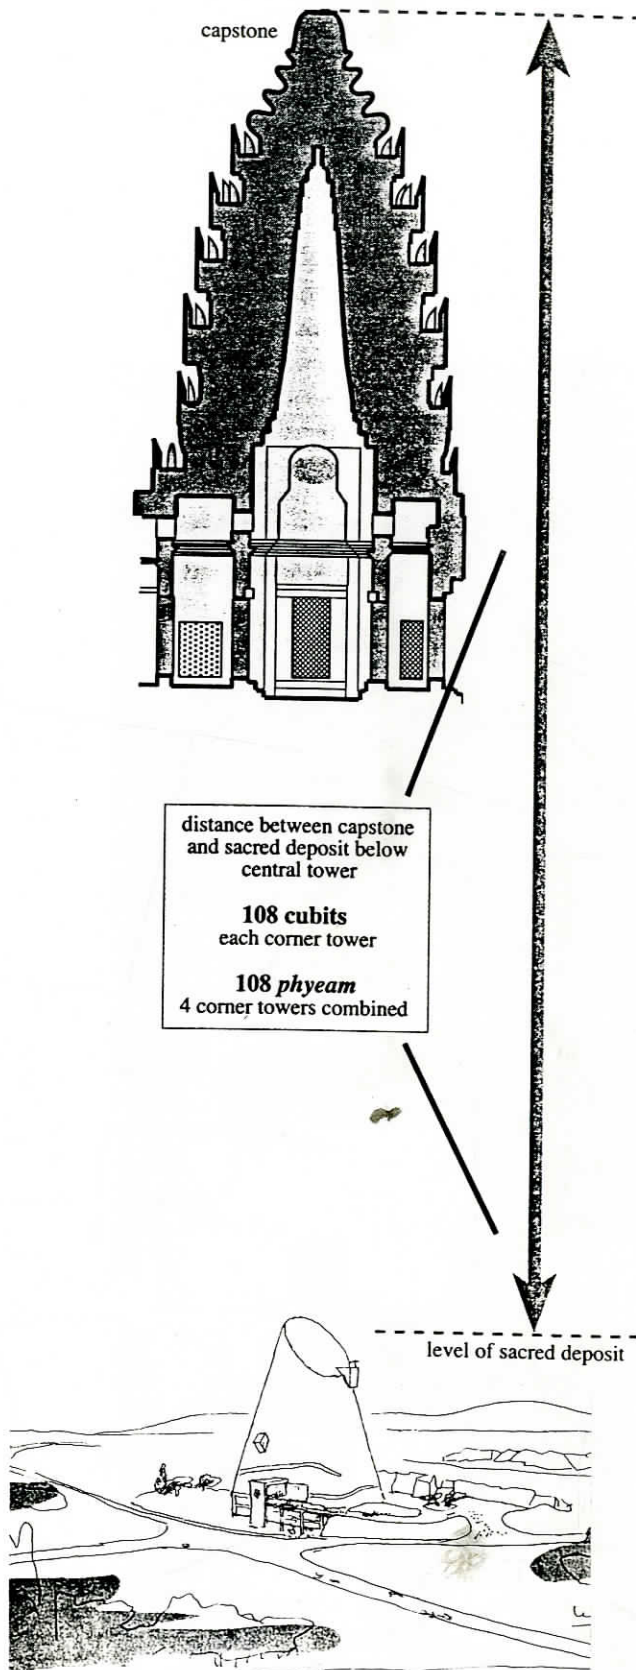 capstone
distance between capstone
and sacred deposit below
central tower
108 cubits
each corner tower
108 phyeam
4 corner towers combined
level of sacred deposit